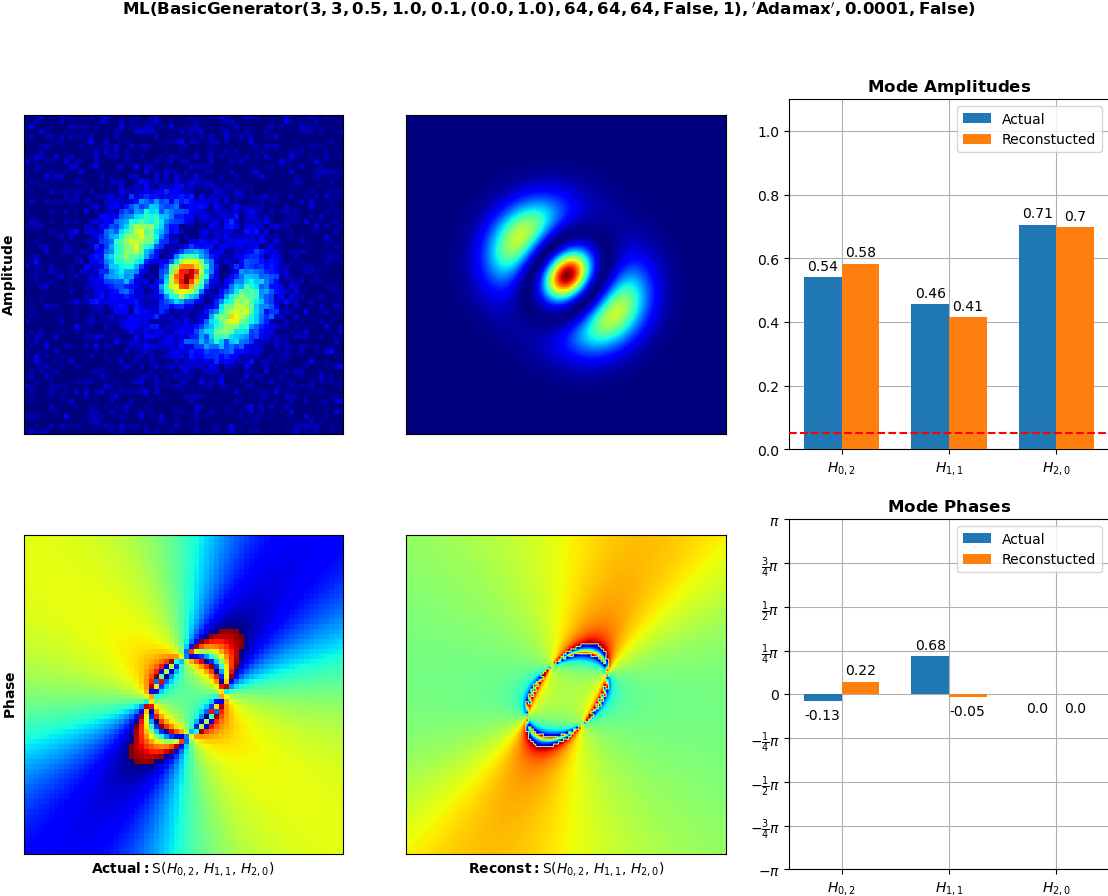 ML(BasicGenerator(3, 3, 0.5, 1.0, 0.1, (0.0, 1.0), 64, 64, 64, False, 1), ′Adamax′, 0.0001, False)
Amplitude
Mode Amplitudes
Actual
Reconstucted
1.0
0.8
0.6
0.4
0.2
0.0
0.54
0.58
0.46
0.41
0.71
0.7
H0,2
H1,1
H2,0
Phase
Actual: S(H0,2, H1,1, H2,0)
Reconst: S(H0,2, H1,1, H2,0)
Mode Phases
Actual
Reconstucted
π
3/4π
1/2π
1/4π
0
−1/4π
−1/2π
−3/4π
−π
-0.13
0.22
0.68
-0.05
0.0
0.0
H0,2
H1,1
H2,0